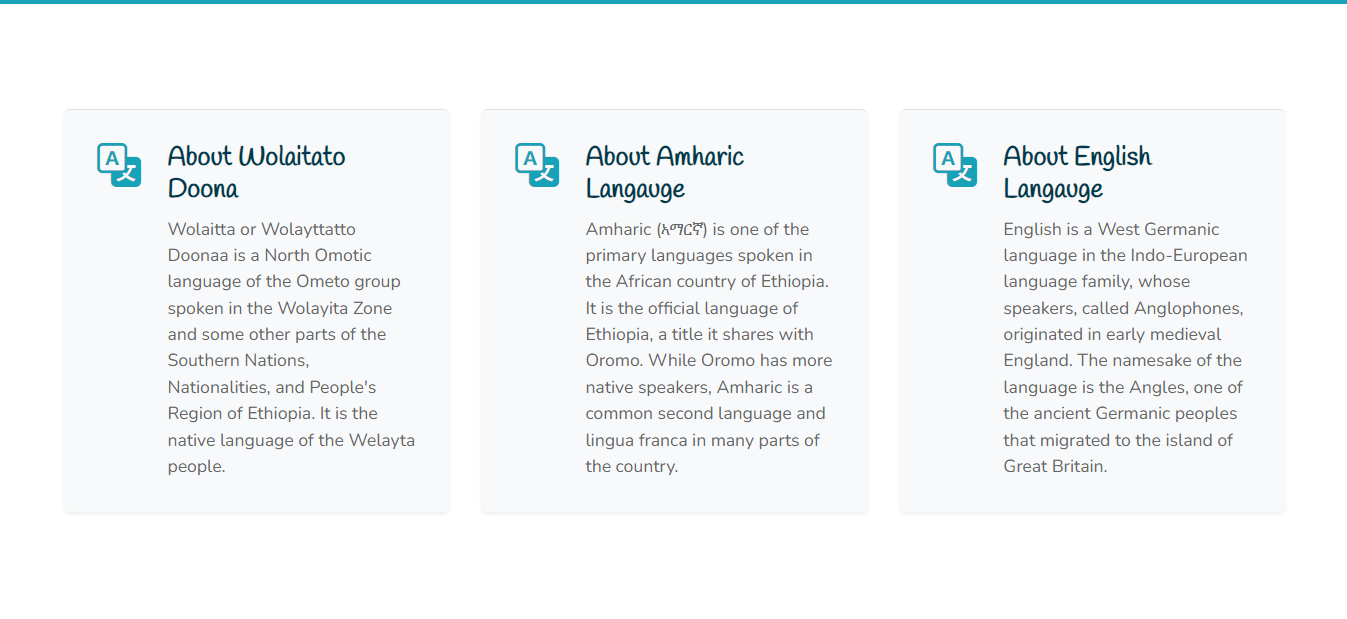 About Wolaitato
Doona
Wolaitta or Wolayttatto
Doonaa is a North Omotic
language of the Ometo group
spoken in the Wolayita Zone
and some other parts of the
Southern Nations,
Nationalities, and People's
Region of Ethiopia. It is the
native language of the Welayta
people.
About Amharic
Langauge
Amharic (አማርኛ) is one of the
primary languages spoken in
the African country of Ethiopia.
It is the official language of
Ethiopia, a title it shares with
Oromo. While Oromo has more
native speakers, Amharic is a
common second language and
lingua franca in many parts of
the country.
About English
Langauge
English is a West Germanic
language in the Indo-European
language family, whose
speakers, called Anglophones,
originated in early medieval
England. The namesake of the
language is the Angles, one of
the ancient Germanic peoples
that migrated to the island of
Great Britain.